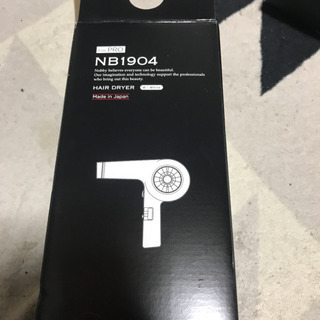 PRO
NB1904
Nobby believes everyone can be beautiful.
Our imagination and technology support the professionals
who bring out this beauty.
HAIR DRYER
Made in Japan